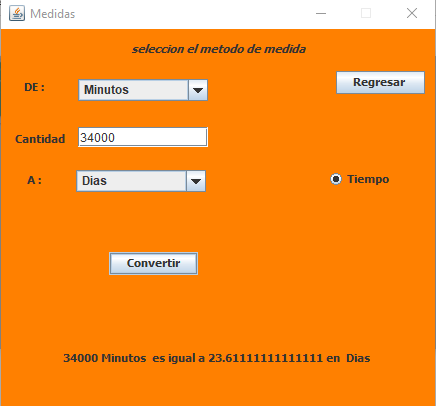 Medidas
seleccion el metodo de medida
DE :
Minutos
Regresar
Cantidad
34000
A :
Dias
Tiempo
Convertir
34000 Minutos  es igual a 23.61111111111111 en  Dias